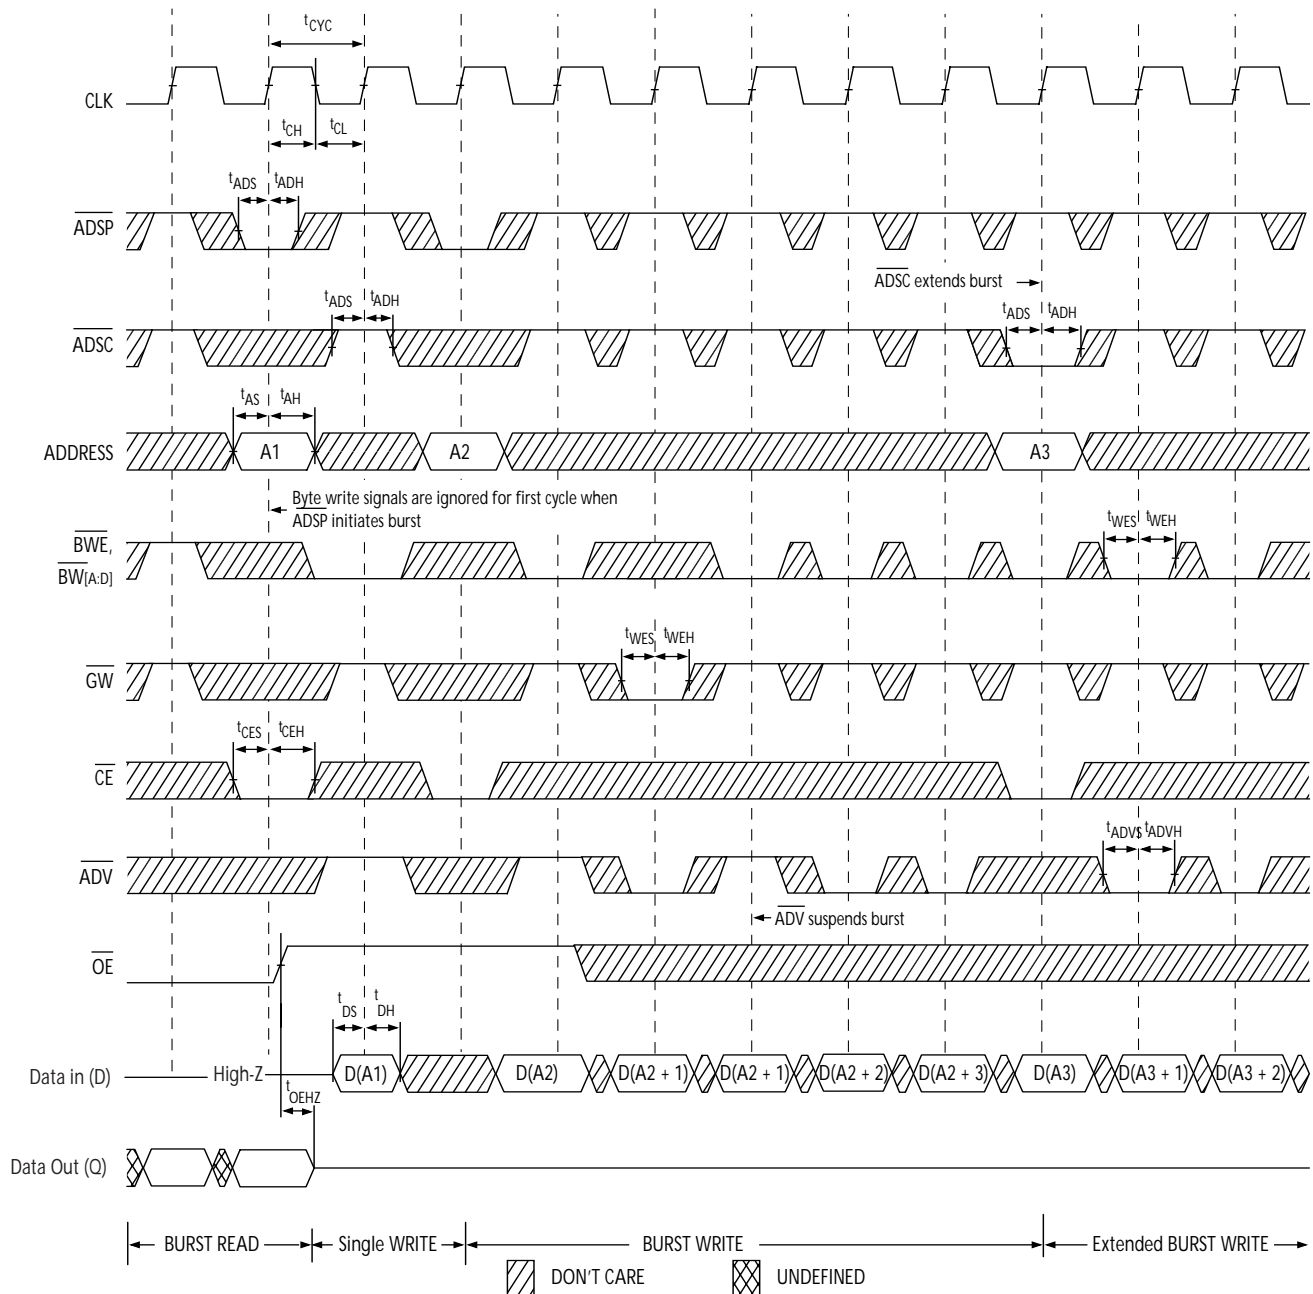 tCYC
CLK
tCH
tCL
tADS
tADH
ADSP
ADSC extends burst
tADS
tADH
tADS
tADH
ADSC
tAS
tAH
ADDRESS
A1
A2
A3
Byte write signals are ignored for first cycle when
ADSP initiates burst
tWES
tWEH
BWE,
BW[A:D]
tWES
tWEH
GW
tCES
tCEH
CE
tADVS
tADVH
ADV
ADV suspends burst
OE
tDS
tDH
Data in (D)
High-Z
D(A1)
D(A2)
D(A2 + 1)
D(A2 + 1)
D(A2 + 2)
D(A2 + 3)
D(A3)
D(A3 + 1)
D(A3 + 2)
tOEHZ
Data Out (Q)
BURST READ
Single WRITE
BURST WRITE
Extended BURST WRITE
DON'T CARE
UNDEFINED